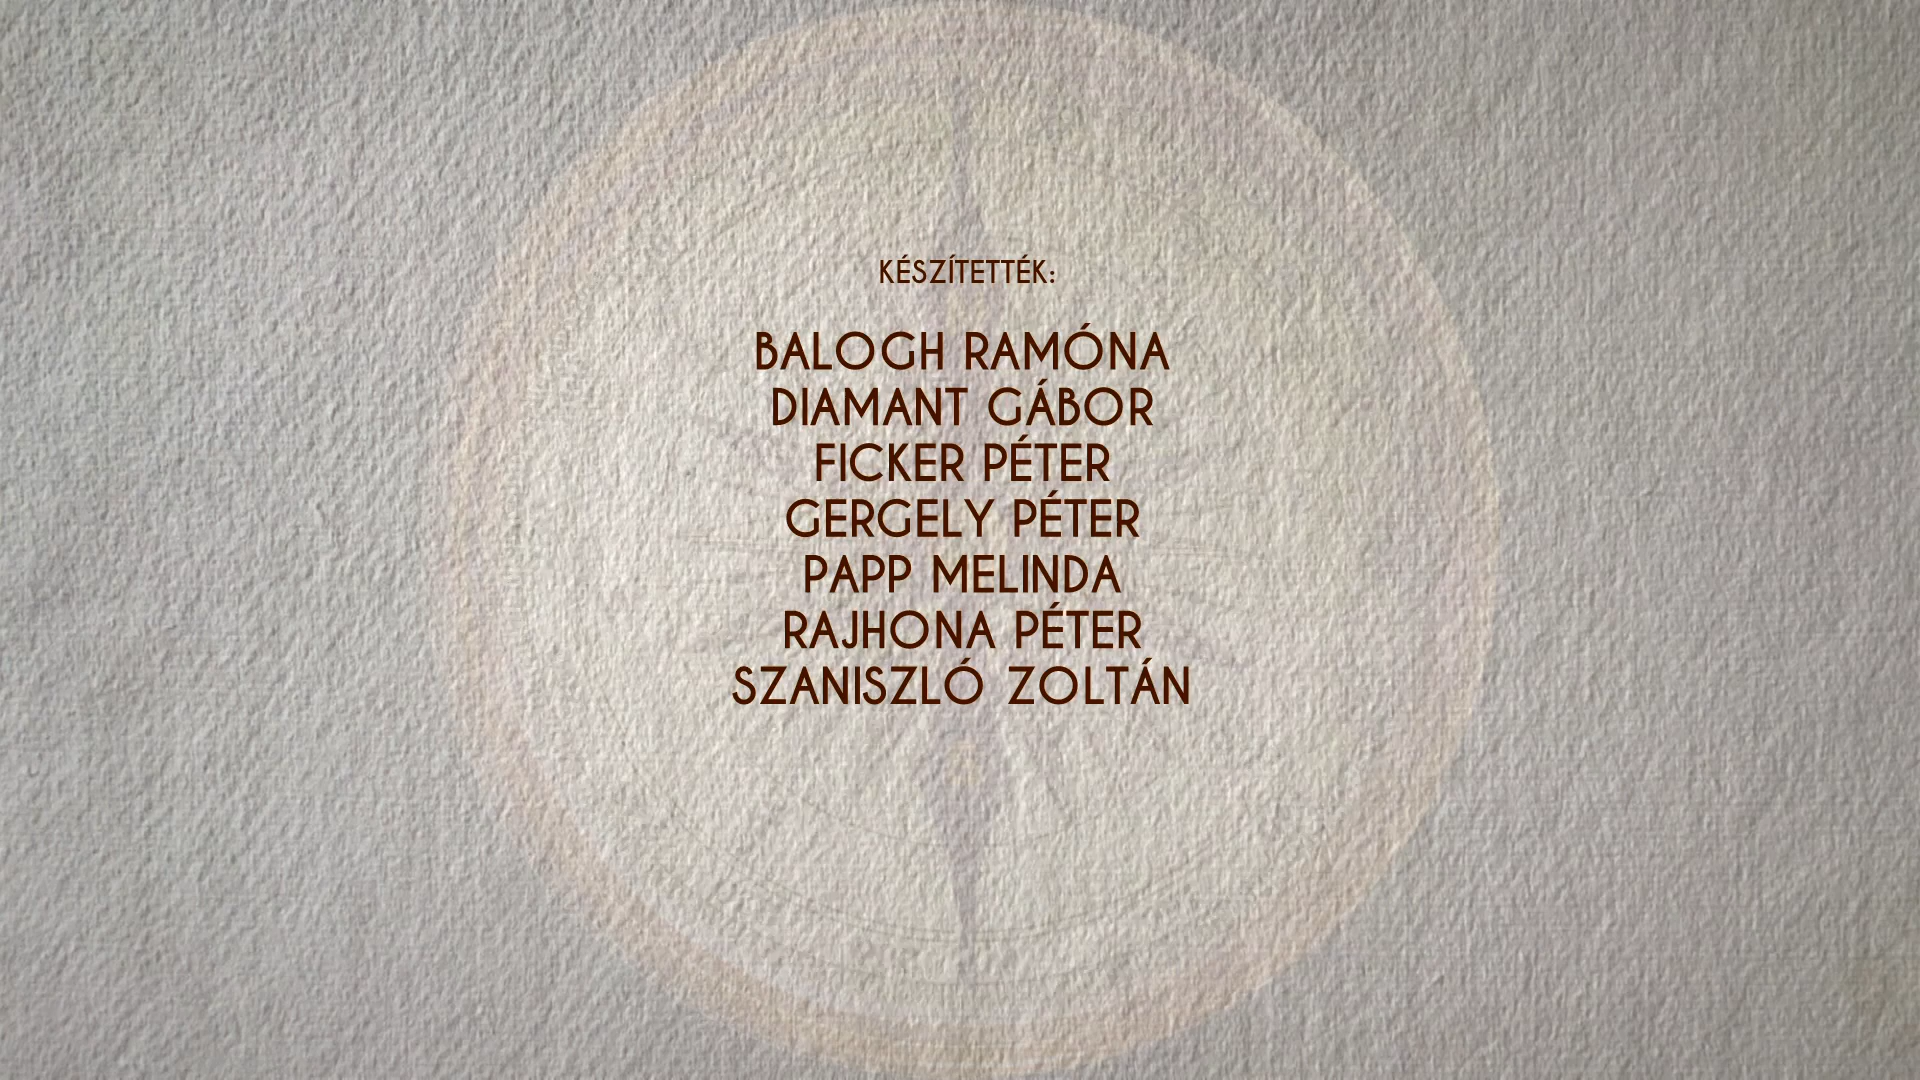 KÉSZÍTETTÉK:
BALOGH RAMÓNA
DIAMANT GÁBOR
FICKER PÉTER
GERGELY PÉTER
PAPP MELINDA
RAJHONA PÉTER
SZANISZLÓ ZOLTÁN